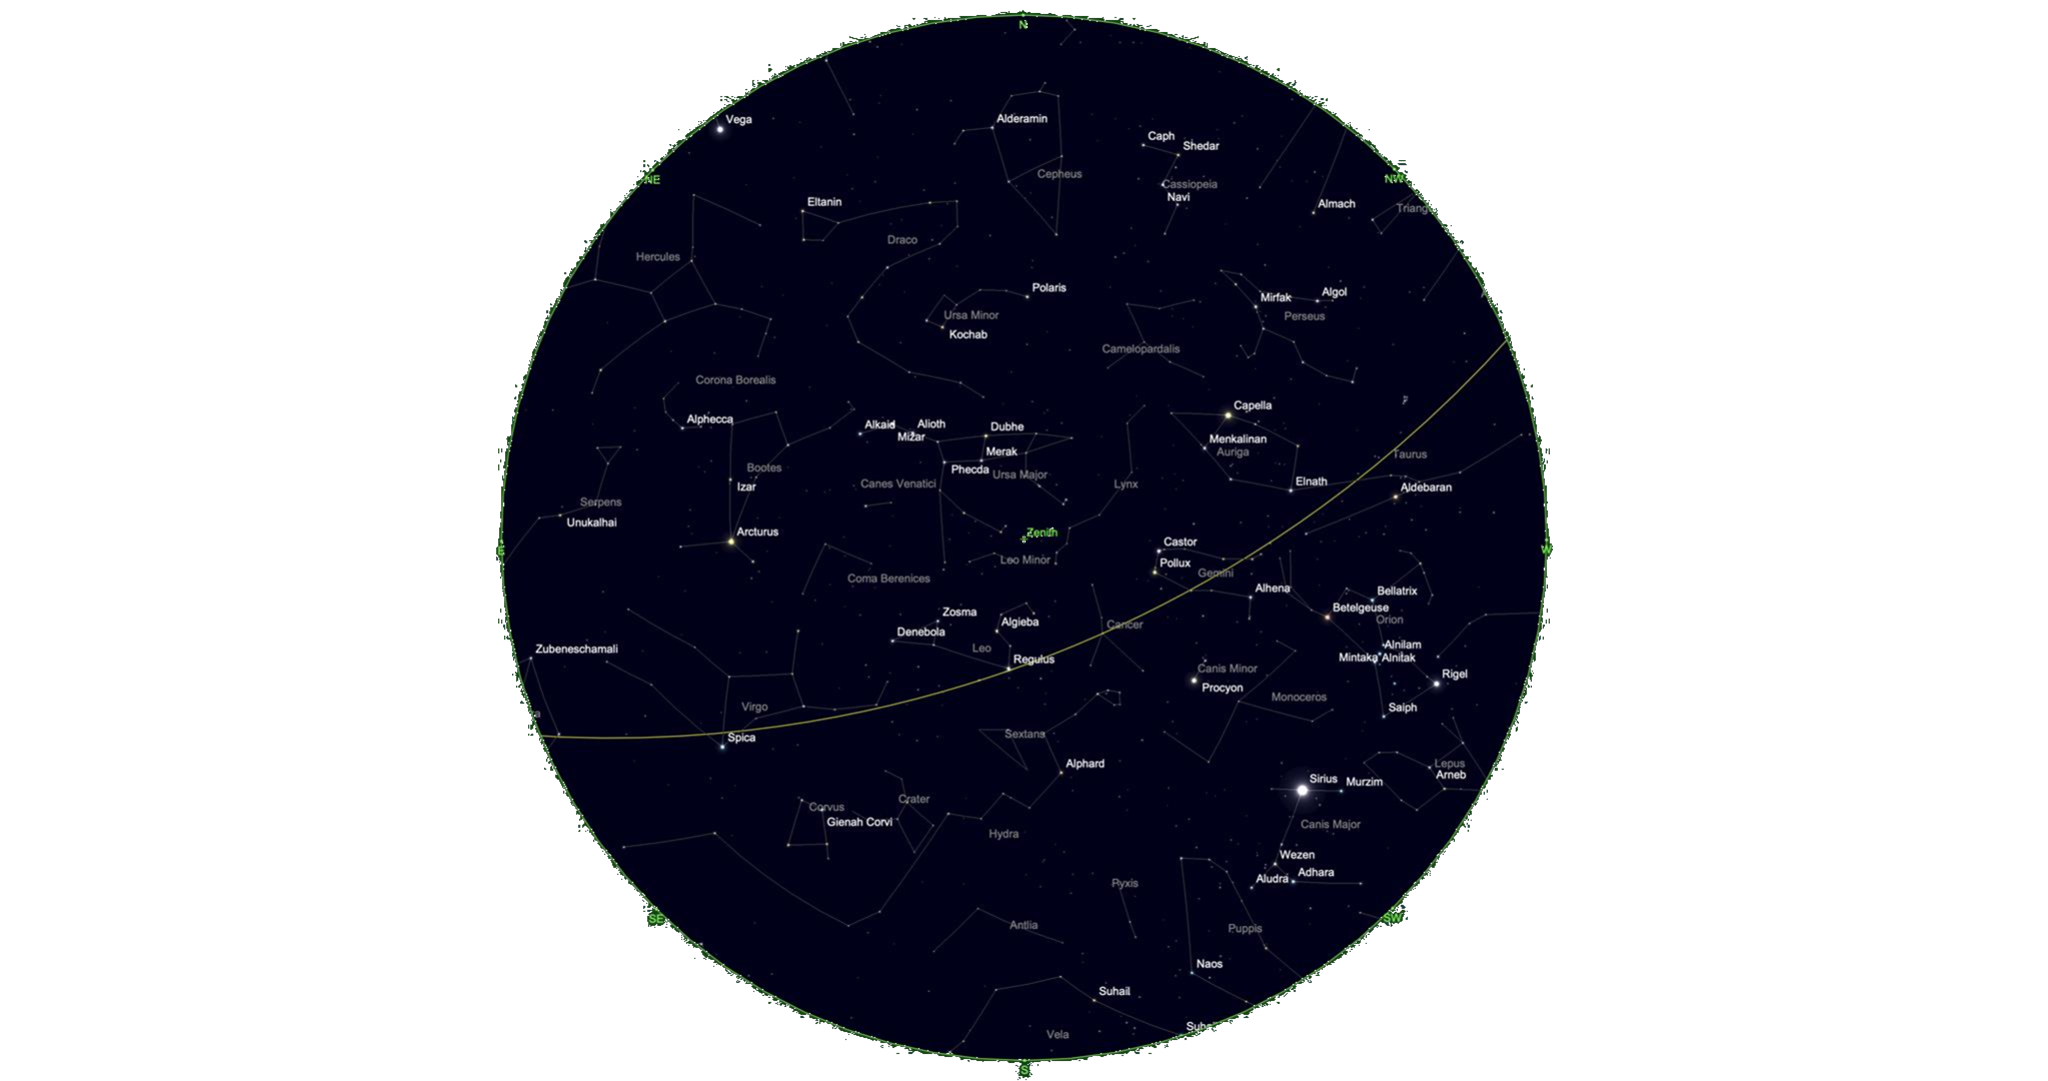 N
Vega
Alderamin
Caph
Shedar
Cepheus
NE
NW
Cassiopeia
Navi
Eltanin
Almach
Triang
Draco
Hercules
Polaris
Algol
Mirfak
Ursa Minor
Perseus
Kochab
Camelopardalis
Corona Borealis
Capella
Alphecca
Alkaid
Alioth
Dubhe
Mizar
Menkalinan
Merak
Auriga
Taurus
Bootes
Phecda
Ursa Major
Canes Venatici
Lynx
Elnath
Izar
Aldebaran
Serpens
Unukalhai
Arcturus
Zenith
Castor
E
W
Leo Minor
Pollux
Gemini
Coma Berenices
Alhena
Bellatrix
Zosma
Betelgeuse
Algieba
Orion
Cancer
Denebola
Zubeneschamali
Leo
Alnilam
Regulus
Mintaka
Alnitak
Canis Minor
Rigel
Procyon
Monoceros
Virgo
Saiph
Spica
Sextans
Alphard
Lepus
Arneb
Sirius
Murzim
Crater
Corvus
Gienah Corvi
Canis Major
Hydra
Wezen
Adhara
Aludra
Pyxis
SE
SW
Antlia
Puppis
Naos
Suhail
Vela
S